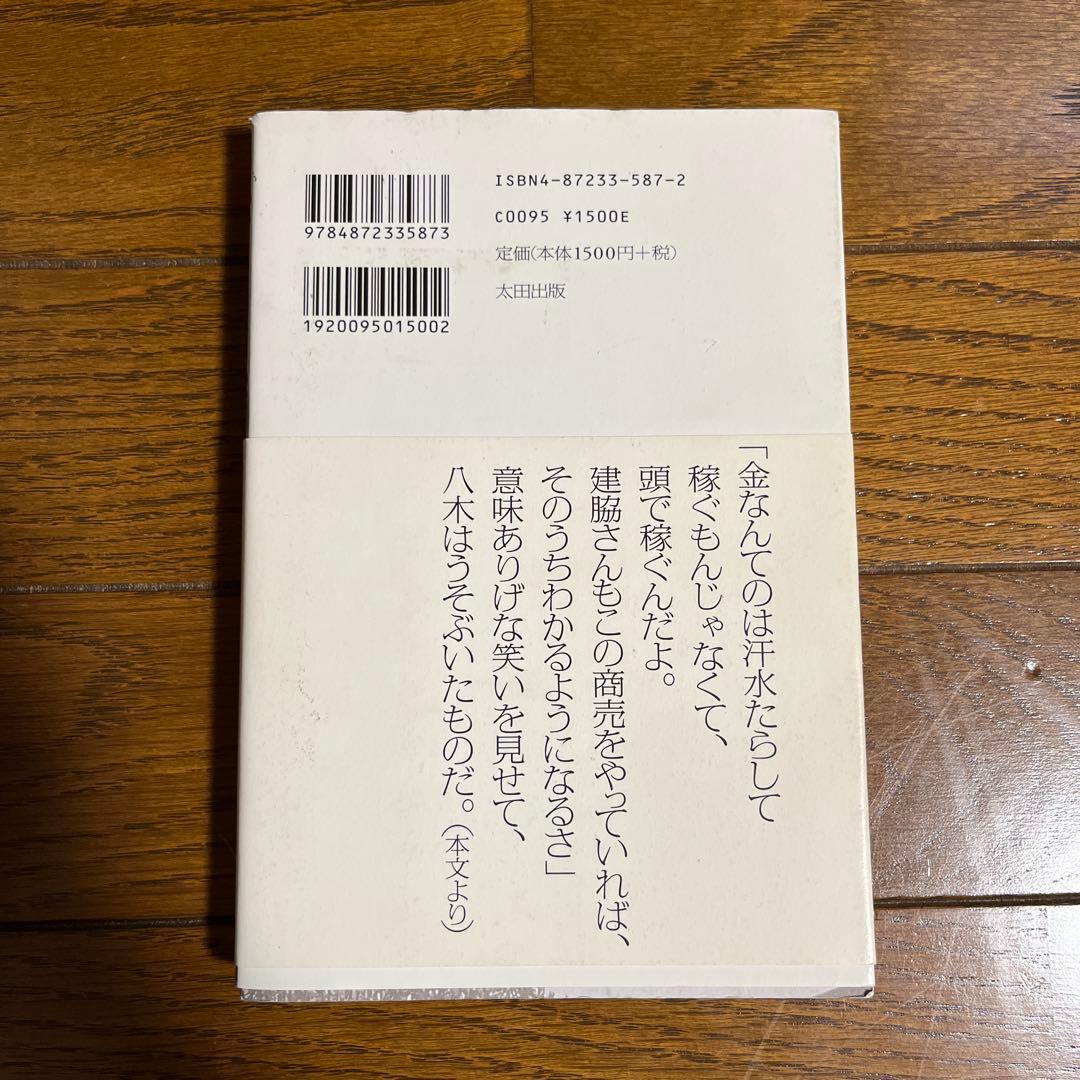 ISBN4-87233-587-2
C0095 ¥1500E
定価(本体1500円+税)
太田出版
9784872335873
1920095015002
「金なんてのは汗水たらして
稼ぐもんじゃなくて、
頭で稼ぐんだよ。
建脇さんもこの商売をやっていれば、
そのうちわかるようになるさ」
意味ありげな笑いを見せて、
八木はうそぶいたものだ。(本文より)